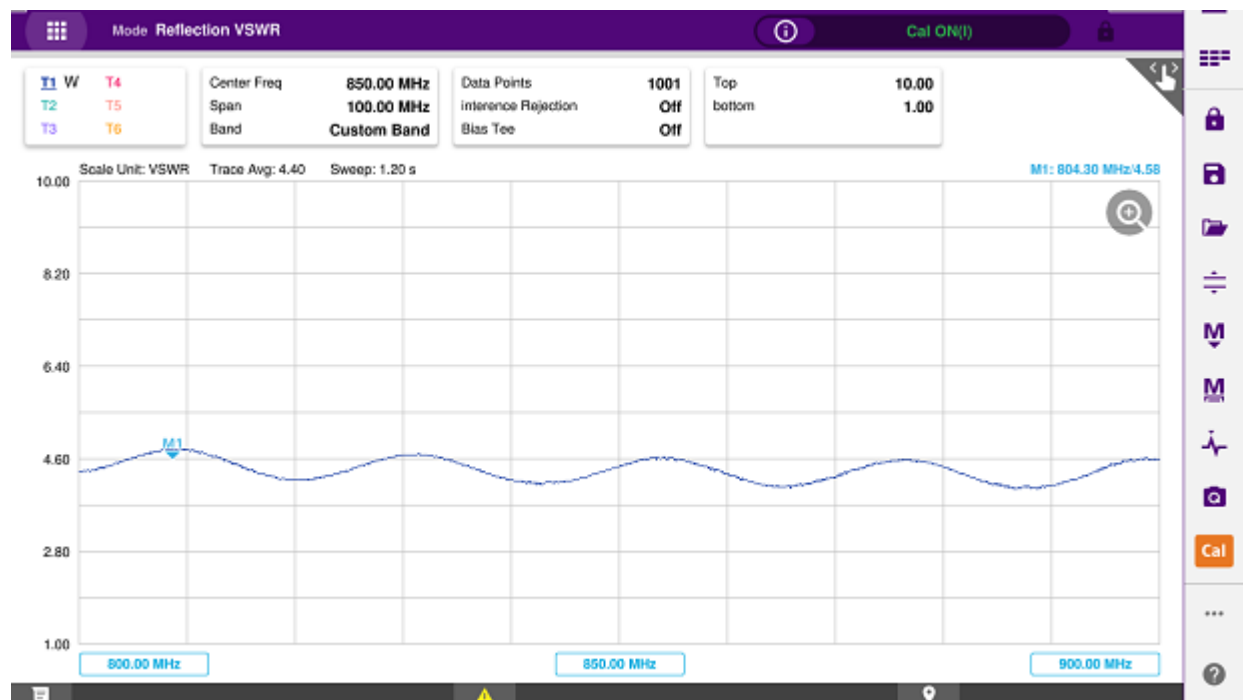 Mode Reflection VSWR
Cal ON(I)
T1 W T4
T2 T5
T3 T6
Center Freq 850.00 MHz
Span 100.00 MHz
Band Custom Band
Data Points 1001
interence Rejection Off
Bias Tee Off
Top 10.00
bottom 1.00
Scale Unit: VSWR Trace Avg: 4.40 Sweep: 1.20 s M1: 804.30 MHz/4.58
10.00
8.20
6.40
M1
4.60
2.80
1.00
800.00 MHz 850.00 MHz 900.00 MHz
M
M
Cal